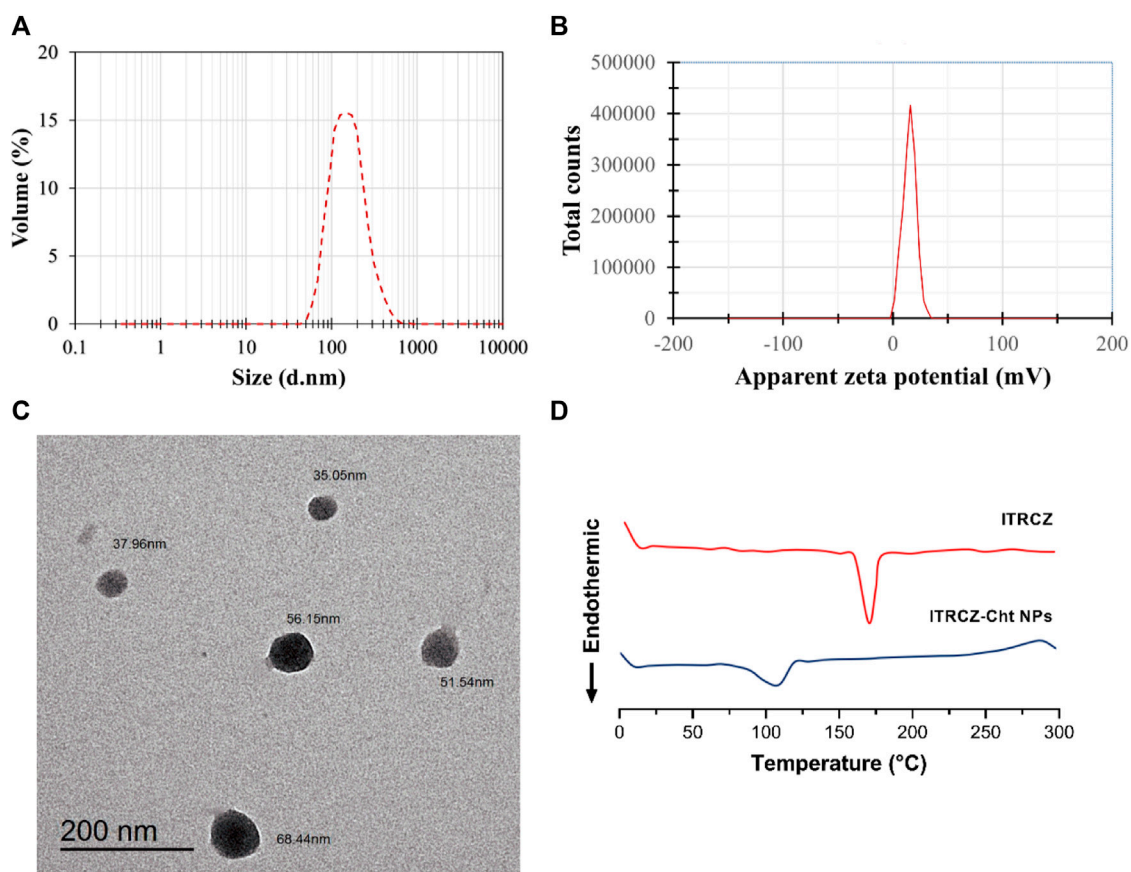 A
20
15
10
5
0
Volume (%)
0.1 1 10 100 1000 10000
Size (d.nm)
B
500000
400000
300000
200000
100000
0
Total counts
-200 -100 0 100 200
Apparent zeta potential (mV)
C
35.05nm
37.96nm
56.15nm
51.54nm
68.44nm
200 nm
D
ITRCZ
ITRCZ-Cht NPs
Endothermic
0 50 100 150 200 250 300
Temperature (°C)